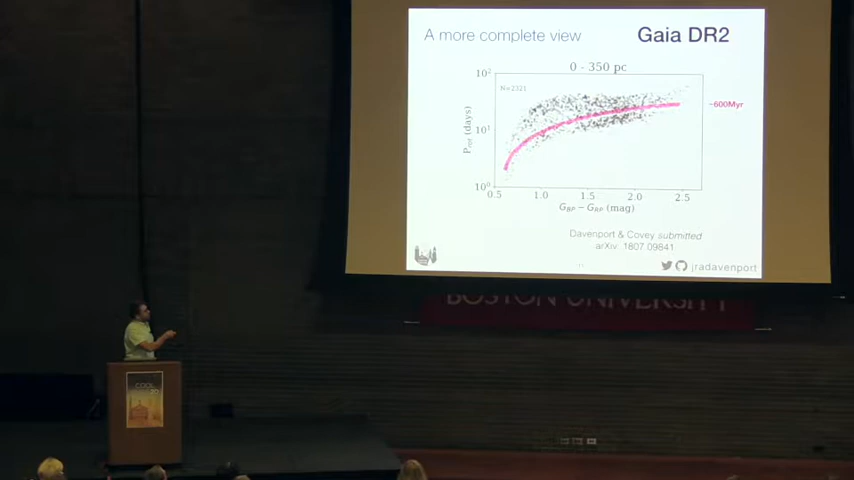 A more complete view
Gaia DR2
0 - 350 pc
N=2321
10²
10¹
10⁰
P_rot (days)
0.5 1.0 1.5 2.0 2.5
G_BP − G_RP (mag)
~600Myr
Davenport & Covey submitted
arXiv: 1807.09841
jradavenport
BOSTON UNIVERSITY
COOL